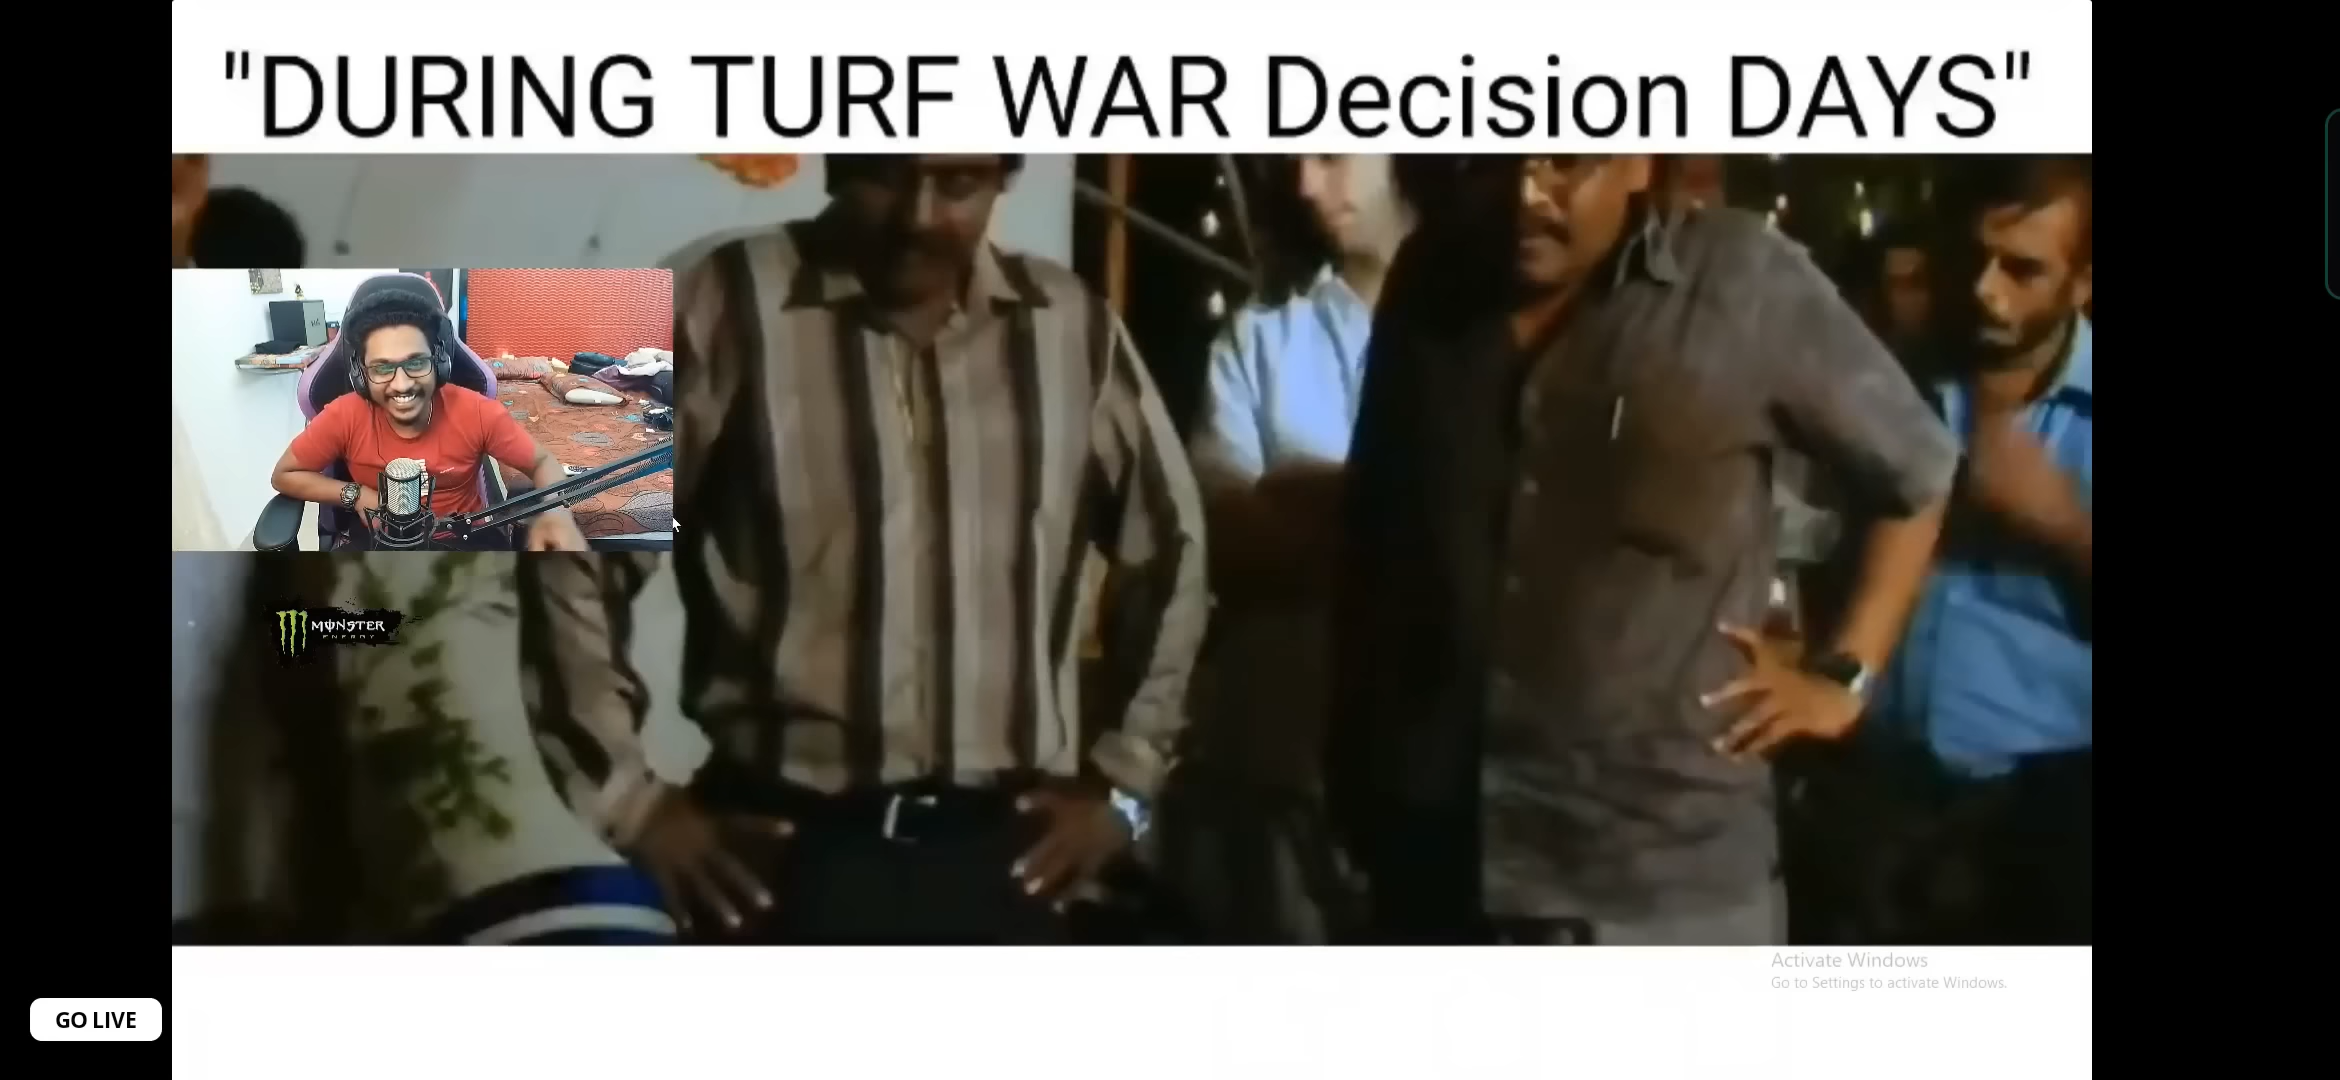 "DURING TURF WAR Decision DAYS"
MONSTER
ENERGY
Activate Windows
Go to Settings to activate Windows.
GO LIVE